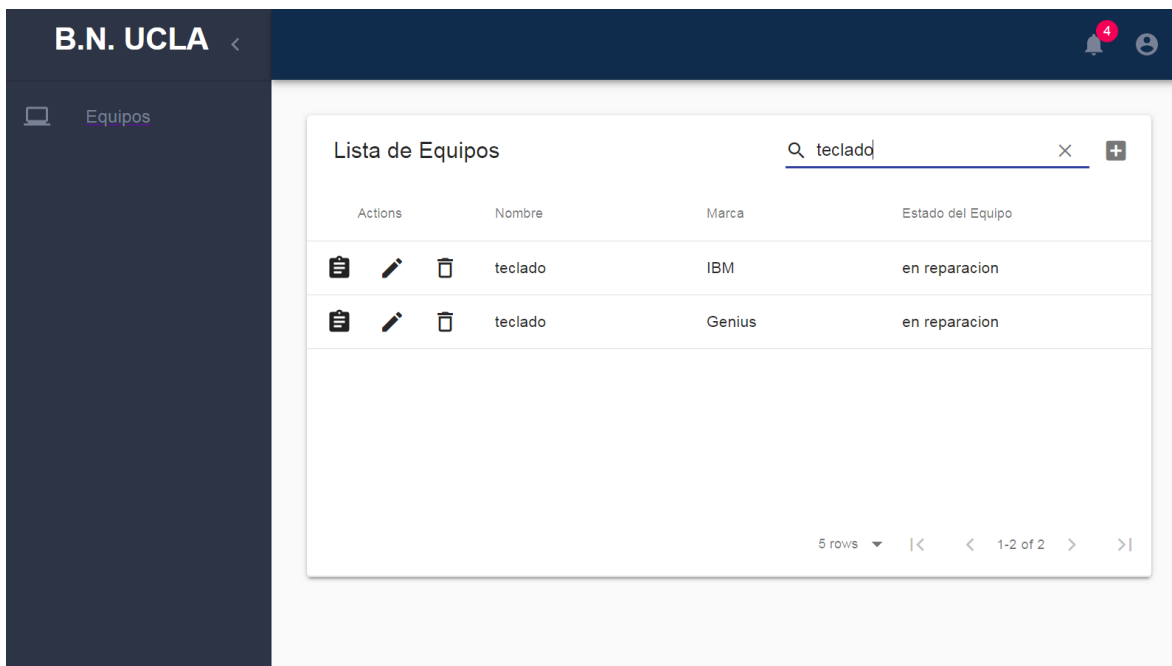 B.N. UCLA
4
Equipos
Lista de Equipos
teclado
Actions Nombre Marca Estado del Equipo
teclado IBM en reparacion
teclado Genius en reparacion
5 rows 1-2 of 2